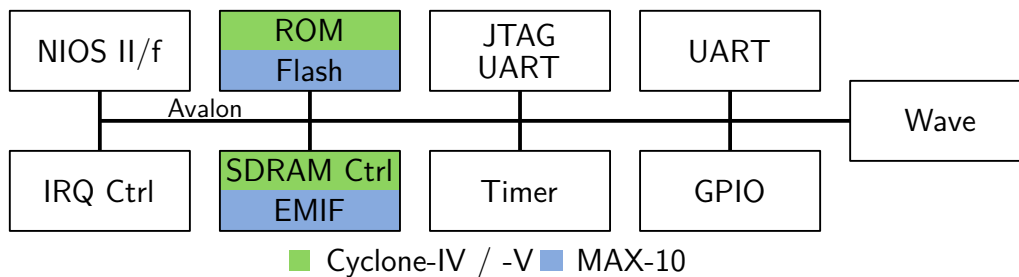 NIOS II/f
ROM
Flash
JTAG
UART
UART
Avalon
Wave
IRQ Ctrl
SDRAM Ctrl
EMIF
Timer
GPIO
Cyclone-IV / -V
MAX-10